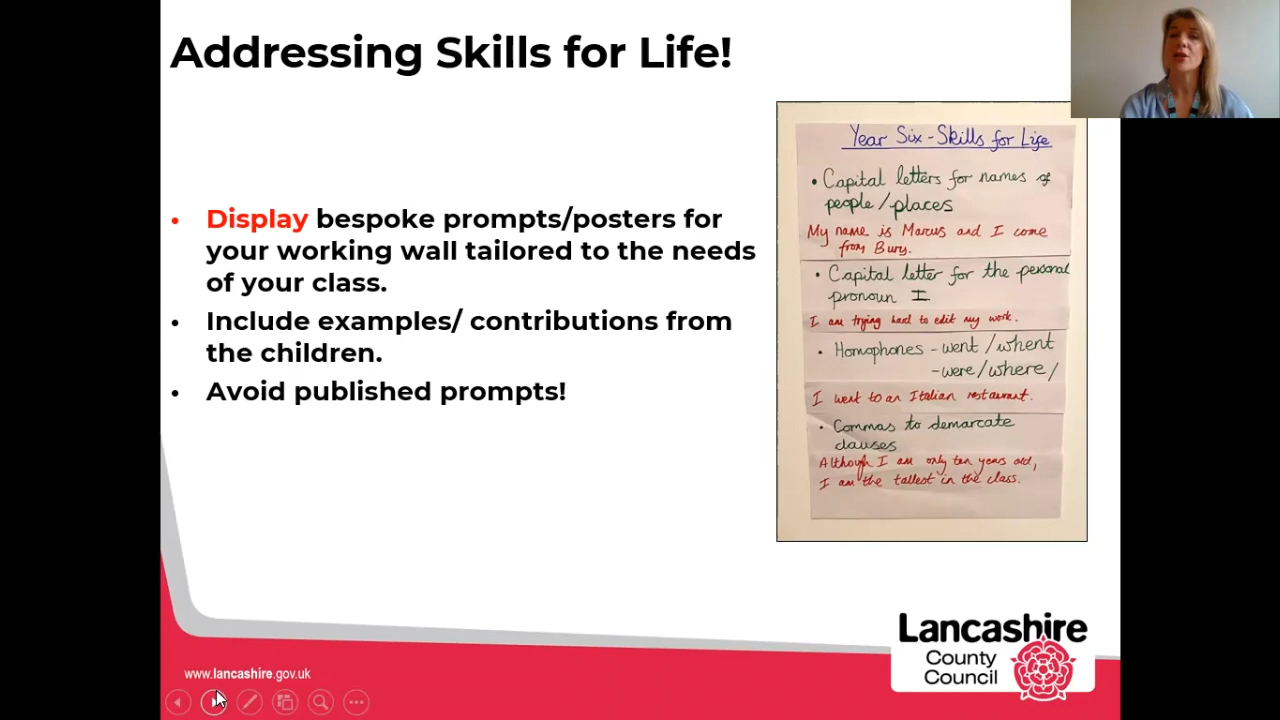 Addressing Skills for Life!
• Display bespoke prompts/posters for
your working wall tailored to the needs
of your class.
• Include examples/ contributions from
the children.
• Avoid published prompts!
Year Six - Skills for Life
• Capital letters for names of
people/places
My name is Marcus and I come
from Bury.
• Capital letter for the personal
pronoun I
I am trying hard to edit my work.
• Homophones - went / whent
- were / where /
I went to an Italian restaurant.
• Commas to demarcate
clauses
Although I am only ten years old,
I am the tallest in the class.
www.lancashire.gov.uk
Lancashire
County
Council